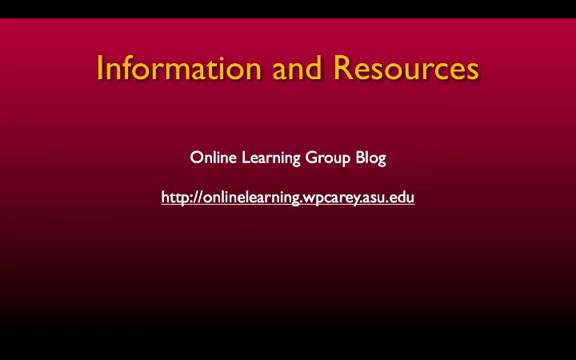 Information and Resources
Online Learning Group Blog
http://onlinelearning.wpcarey.asu.edu